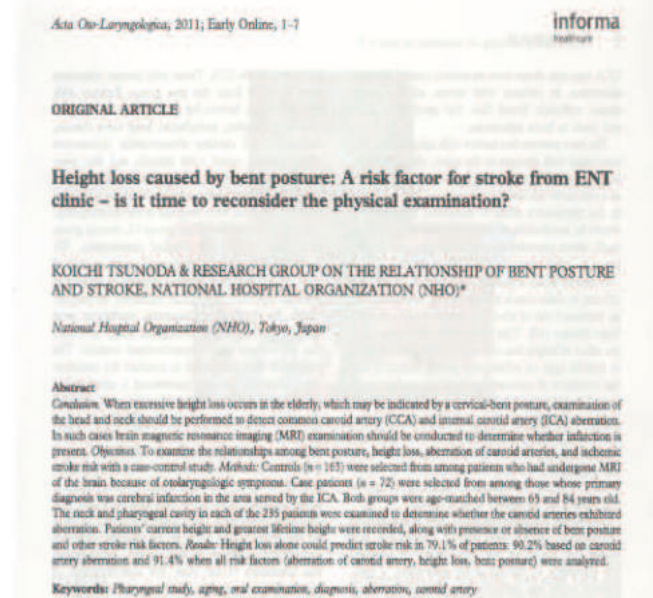 Acta Oto-Laryngologica, 2011; Early Online, 1–7
informa
healthcare
ORIGINAL ARTICLE
Height loss caused by bent posture: A risk factor for stroke from ENT
clinic – is it time to reconsider the physical examination?
KOICHI TSUNODA & RESEARCH GROUP ON THE RELATIONSHIP OF BENT POSTURE
AND STROKE, NATIONAL HOSPITAL ORGANIZATION (NHO)*
National Hospital Organization (NHO), Tokyo, Japan
Abstract
Conclusion: When excessive height loss occurs in the elderly, which may be indicated by a cervical-bent posture, examination of
the head and neck should be performed to detect common carotid artery (CCA) and internal carotid artery (ICA) aberration.
In such cases brain magnetic resonance imaging (MRI) examination should be conducted to determine whether infarction is
present. Objectives: To examine the relationships among bent posture, height loss, aberration of carotid arteries, and ischemic
stroke risk with a case-control study. Methods: Controls (n = 163) were selected from among patients who had undergone MRI
of the brain because of otolaryngologic symptoms. Case patients (n = 72) were selected from among those whose primary
diagnosis was cerebral infarction in the area served by the ICA. Both groups were age-matched between 65 and 84 years old.
The neck and pharyngeal cavity in each of the 235 patients were examined to determine whether the carotid arteries exhibited
aberration. Patients' current height and greatest lifetime height were recorded, along with presence or absence of bent posture
and other stroke risk factors. Results: Height loss alone could predict stroke risk in 79.1% of patients: 90.2% based on carotid
artery aberration and 91.4% when all risk factors (aberration of carotid artery, height loss, bent posture) were analyzed.
Keywords: Pharyngeal study, aging, oral examination, diagnosis, aberration, carotid artery